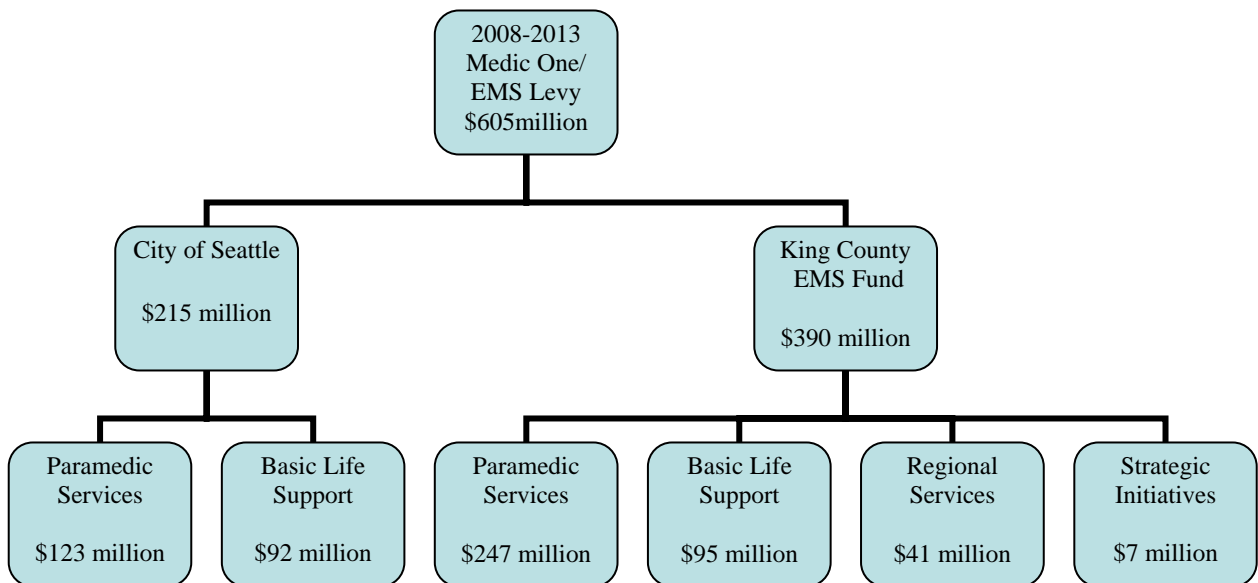 2008-2013
Medic One/
EMS Levy
$605million
City of Seattle
$215 million
King County
EMS Fund
$390 million
Paramedic
Services
$123 million
Basic Life
Support
$92 million
Paramedic
Services
$247 million
Basic Life
Support
$95 million
Regional
Services
$41 million
Strategic
Initiatives
$7 million